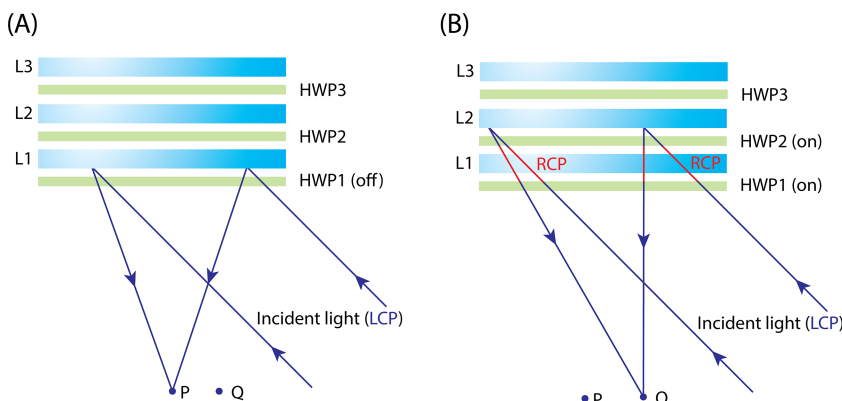 (A)
L3
HWP3
L2
HWP2
L1
HWP1 (off)
Incident light (LCP)
P
Q
(B)
L3
HWP3
L2
HWP2 (on)
L1
RCP
RCP
HWP1 (on)
Incident light (LCP)
P
Q